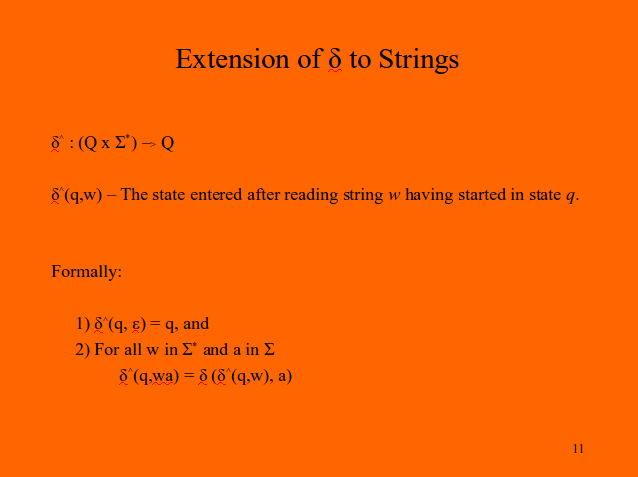 Extension of δ to Strings
δ^ : (Q x Σ*) –> Q
δ^(q,w) – The state entered after reading string w having started in state q.
Formally:
1) δ^(q, ε) = q, and
2) For all w in Σ* and a in Σ
δ^(q,wa) = δ (δ^(q,w), a)
11